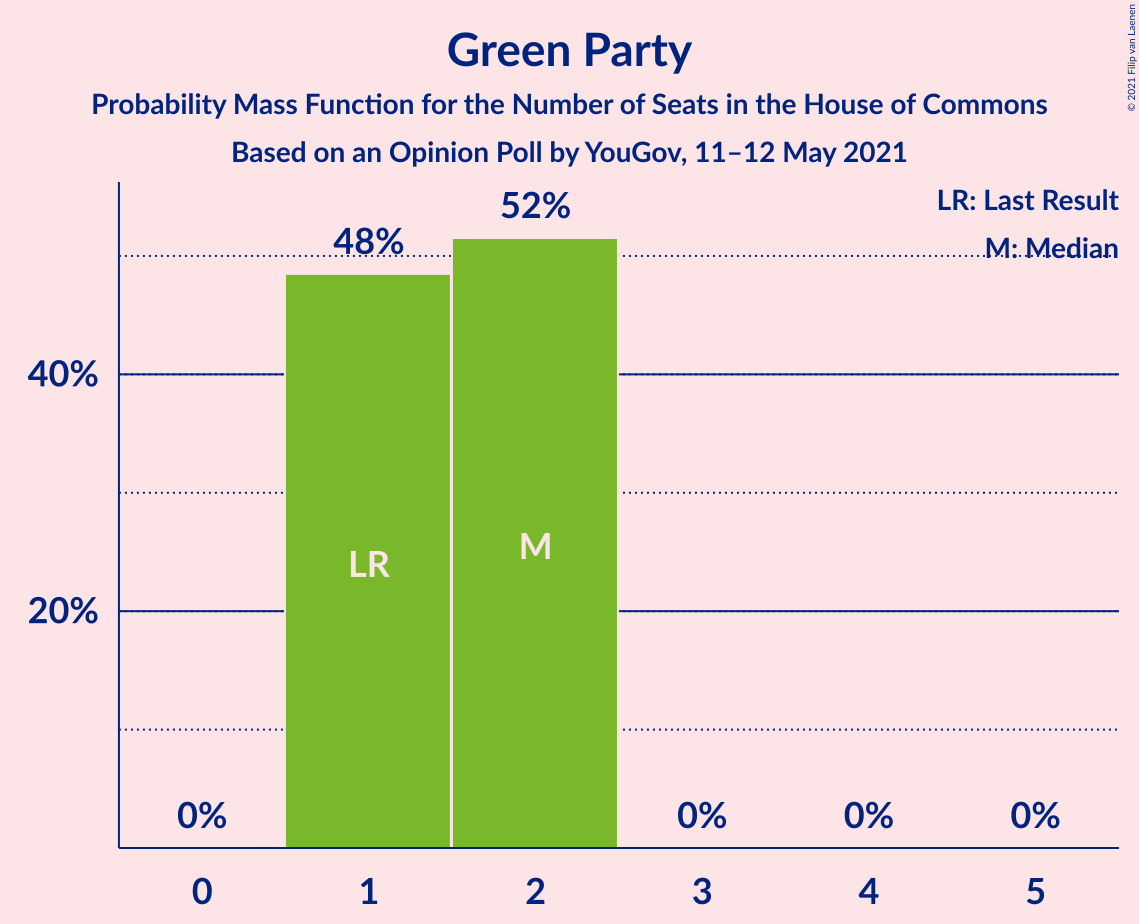 Green Party
Probability Mass Function for the Number of Seats in the House of Commons
Based on an Opinion Poll by YouGov, 11–12 May 2021
© 2021 Filip van Laenen
LR: Last Result
M: Median
52%
48%
40%
20%
LR
M
0%
0%
0%
0%
0
1
2
3
4
5